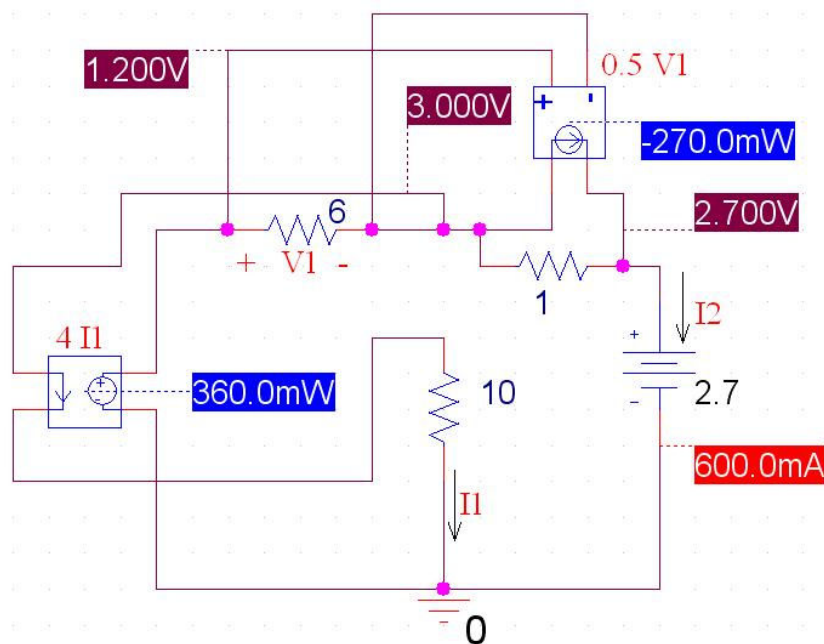 0.5 V1
1.200V
3.000V
-270.0mW
6
2.700V
+ V1 -
1
I2
4 I1
+
360.0mW
10
2.7
-
600.0mA
I1
0